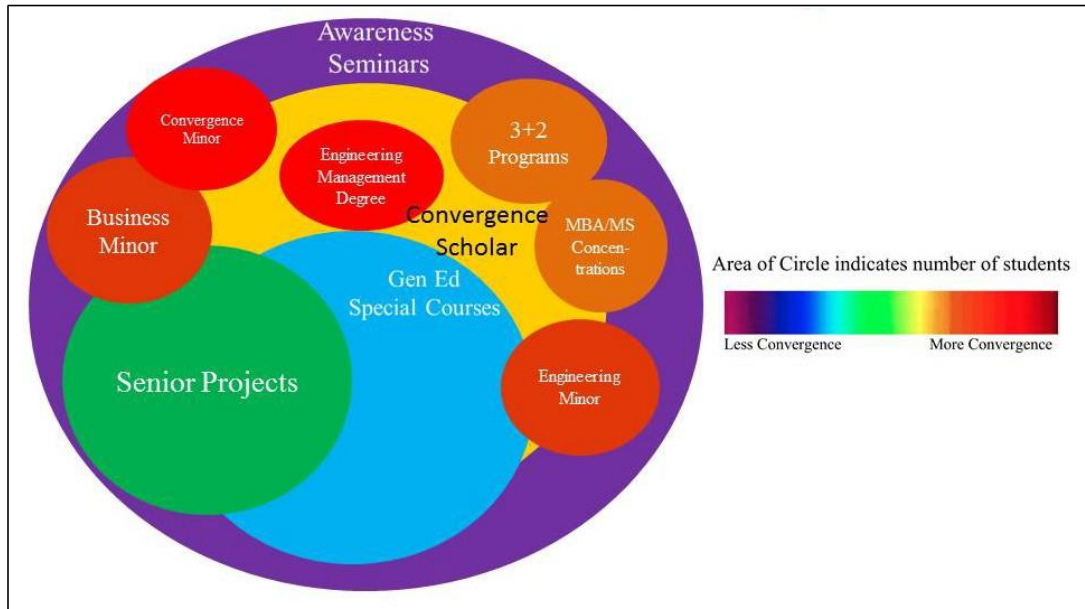 Awareness
Seminars
Convergence
Minor
3+2
Programs
Engineering
Management
Degree
Business
Minor
Convergence
Scholar
MBA/MS
Concen-
trations
Gen Ed
Special Courses
Senior Projects
Engineering
Minor
Area of Circle indicates number of students
Less Convergence
More Convergence